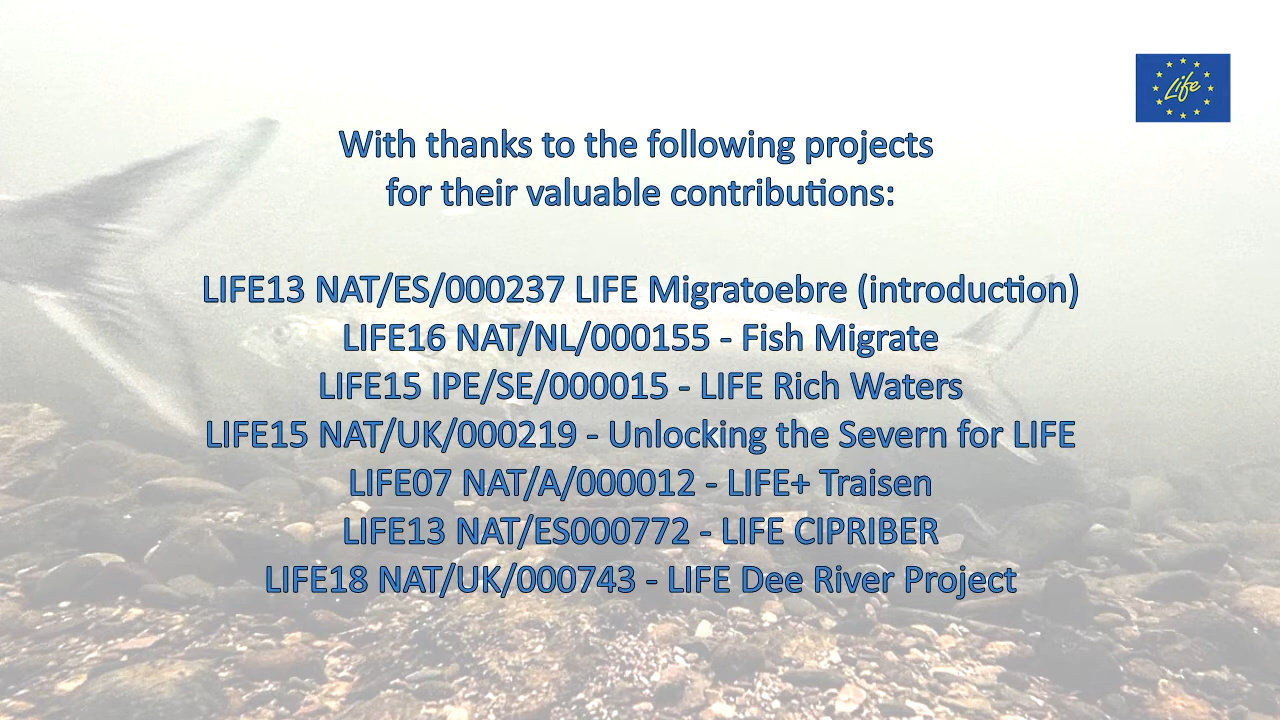 Life
With thanks to the following projects
for their valuable contributions:
LIFE13 NAT/ES/000237 LIFE Migratoebre (introduction)
LIFE16 NAT/NL/000155 - Fish Migrate
LIFE15 IPE/SE/000015 - LIFE Rich Waters
LIFE15 NAT/UK/000219 - Unlocking the Severn for LIFE
LIFE07 NAT/A/000012 - LIFE+ Traisen
LIFE13 NAT/ES000772 - LIFE CIPRIBER
LIFE18 NAT/UK/000743 - LIFE Dee River Project